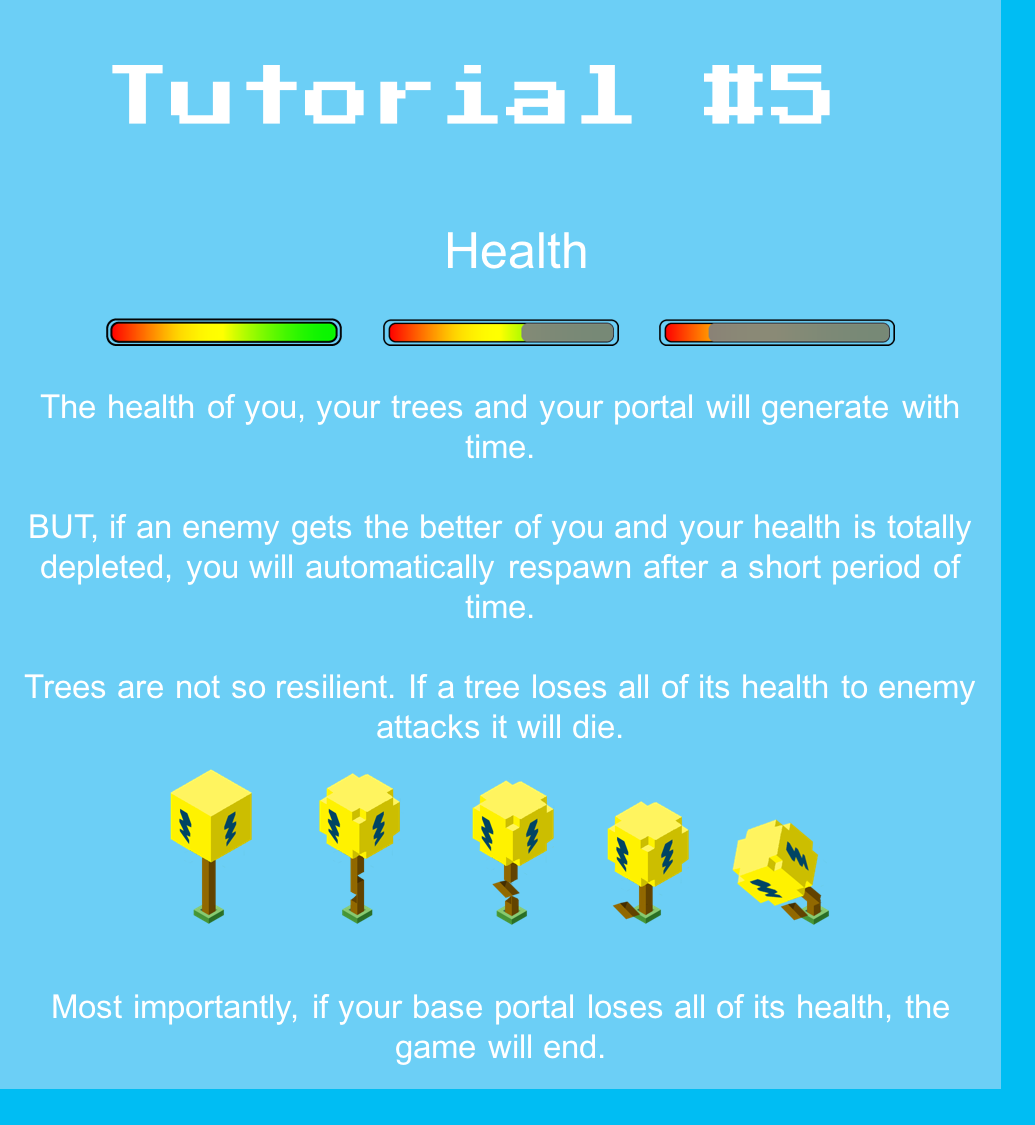 Tutorial #5
Health
The health of you, your trees and your portal will generate with
time.
BUT, if an enemy gets the better of you and your health is totally
depleted, you will automatically respawn after a short period of
time.
Trees are not so resilient. If a tree loses all of its health to enemy
attacks it will die.
Most importantly, if your base portal loses all of its health, the
game will end.